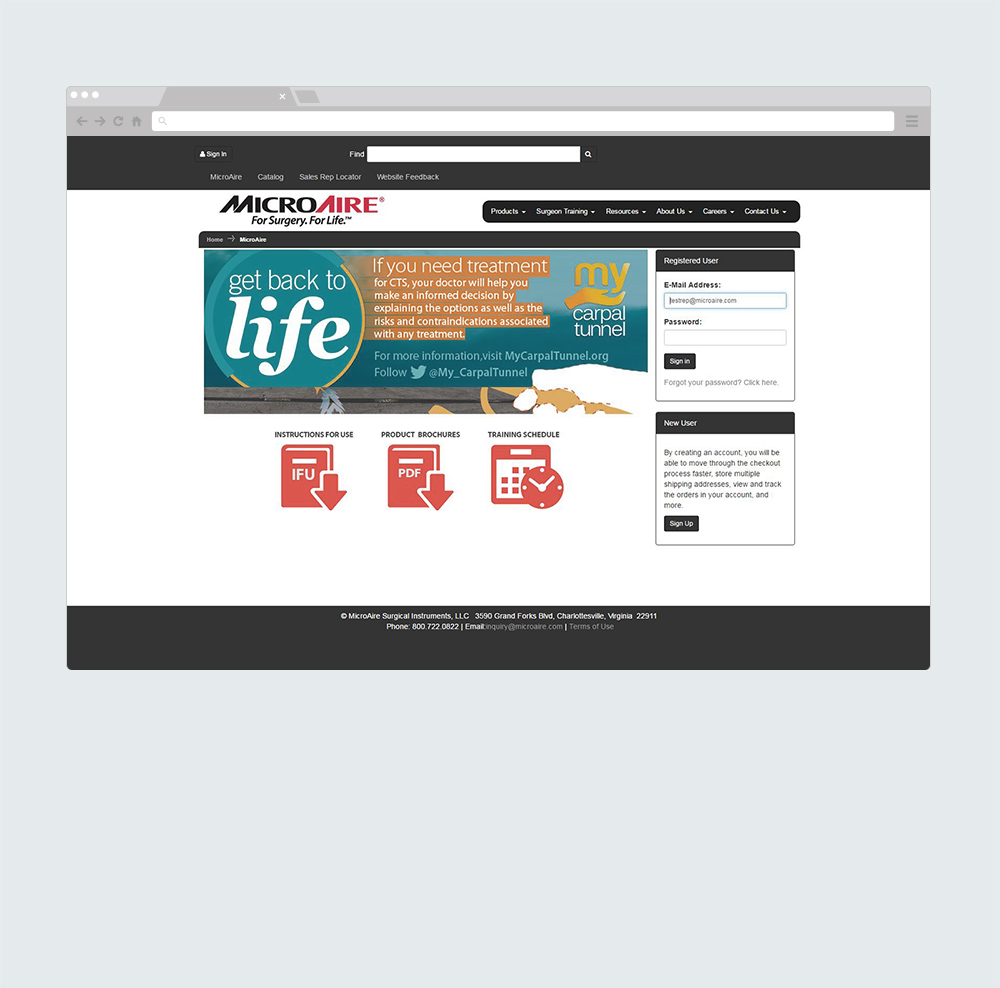 Sign In
Find
MicroAire Catalog Sales Rep Locator Website Feedback
MICROAIRE®
For Surgery. For Life.™
Products Surgeon Training Resources About Us Careers Contact Us
Home MicroAire
get back to
life
If you need treatment
for CTS, your doctor will help you
make an informed decision by
explaining the options as well as the
risks and contraindications associated
with any treatment.
For more information,visit MyCarpalTunnel.org
Follow @My_CarpalTunnel
my
carpal
tunnel
Registered User
E-Mail Address:
testrep@microaire.com
Password:
Sign in
Forgot your password? Click here.
INSTRUCTIONS FOR USE
IFU
PRODUCT BROCHURES
PDF
TRAINING SCHEDULE
New User
By creating an account, you will be
able to move through the checkout
process faster, store multiple
shipping addresses, view and track
the orders in your account, and
more.
Sign Up
© MicroAire Surgical Instruments, LLC 3590 Grand Forks Blvd, Charlottesville, Virginia 22911
Phone: 800.722.0822 | Email:inquiry@microaire.com | Terms of Use